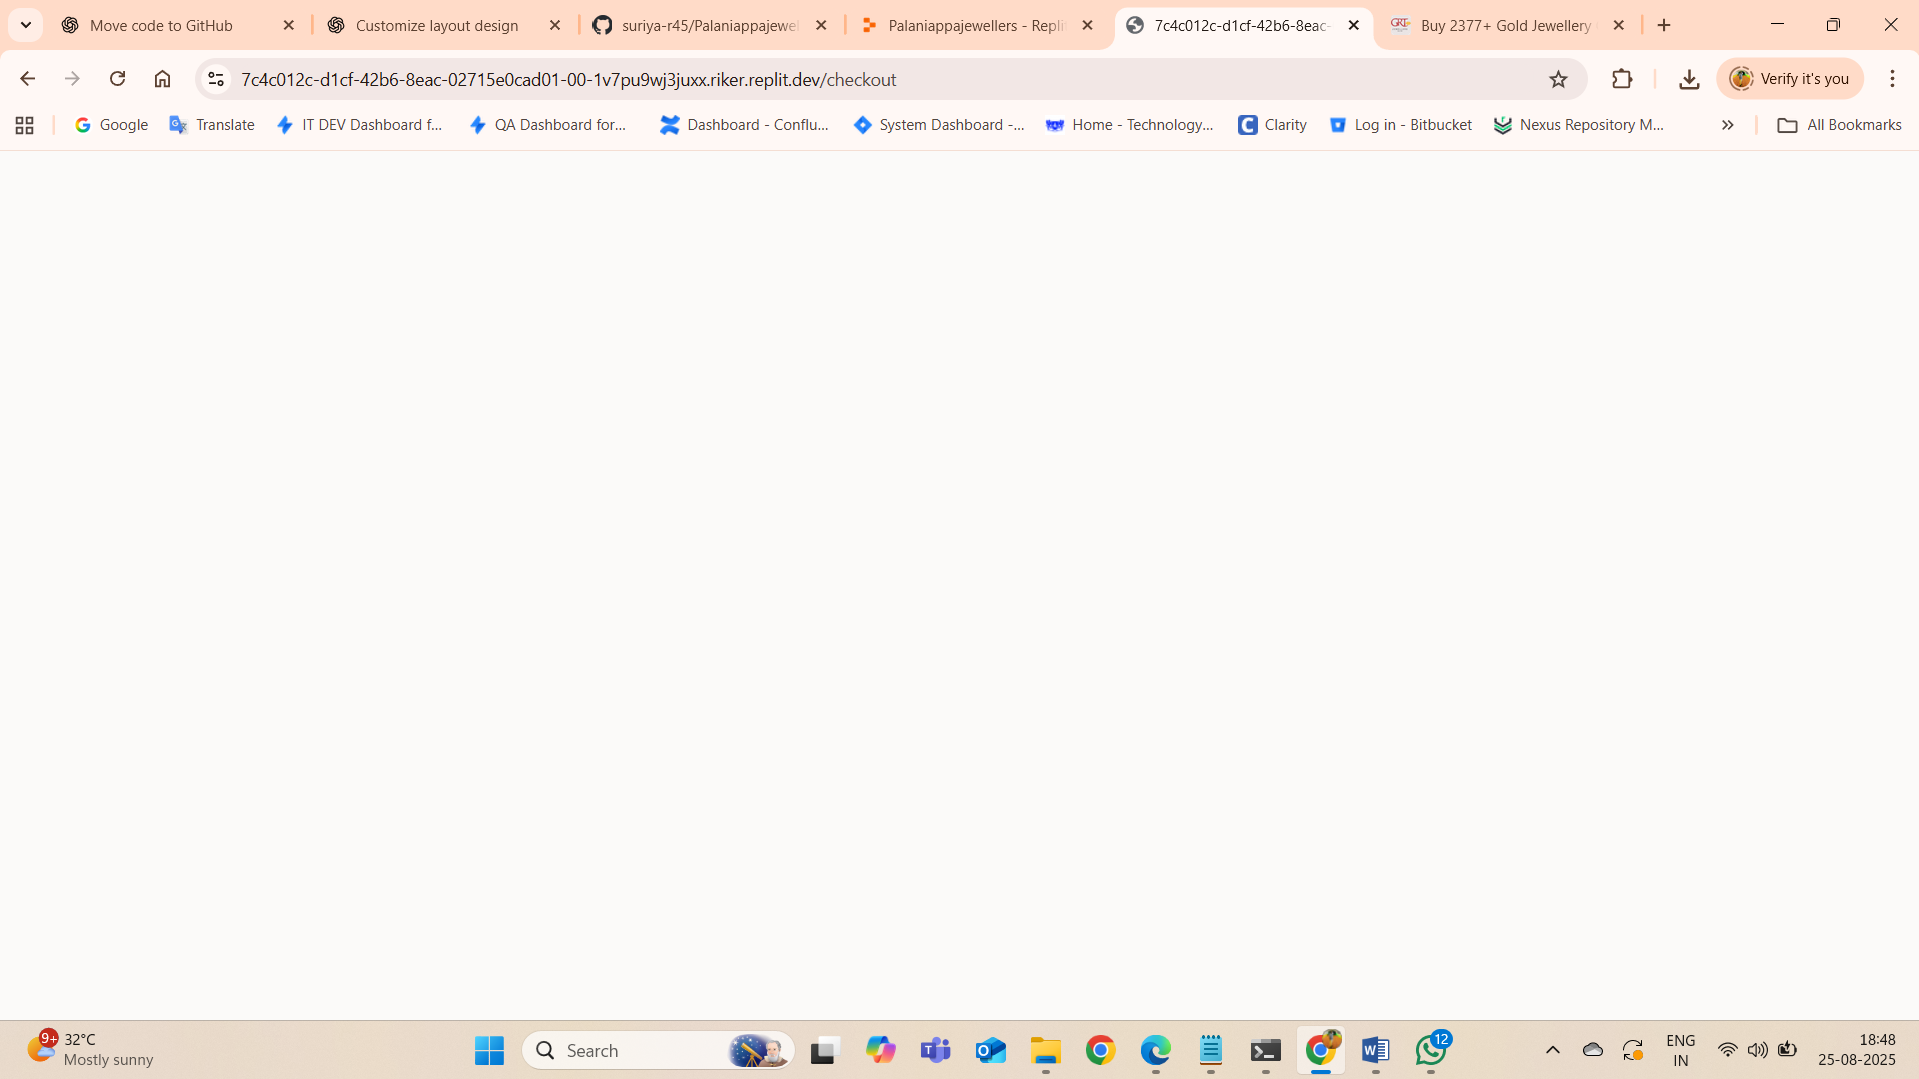 Move code to GitHub
Customize layout design
suriya-r45/Palaniappajewel
Palaniappajewellers - Repli
7c4c012c-d1cf-42b6-8eac-
GRT
Buy 2377+ Gold Jewellery
7c4c012c-d1cf-42b6-8eac-02715e0cad01-00-1v7pu9wj3juxx.riker.replit.dev/checkout
Verify it's you
Google
Translate
IT DEV Dashboard f...
QA Dashboard for...
Dashboard - Conflu...
System Dashboard -...
Home - Technology...
Clarity
Log in - Bitbucket
Nexus Repository M...
All Bookmarks
9+
32°C
Mostly sunny
Search
12
ENG
IN
18:48
25-08-2025